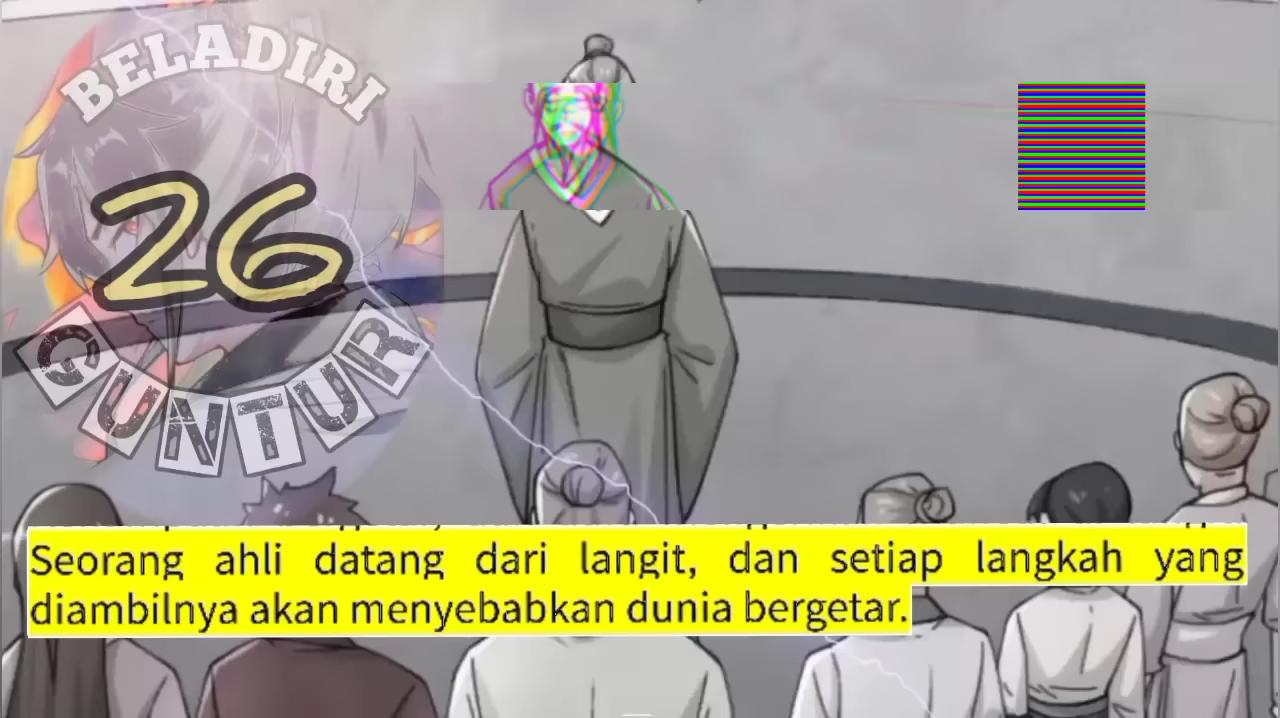 BELADIRI
26
GUNTUR
Seorang ahli datang dari langit, dan setiap langkah yang
diambilnya akan menyebabkan dunia bergetar.